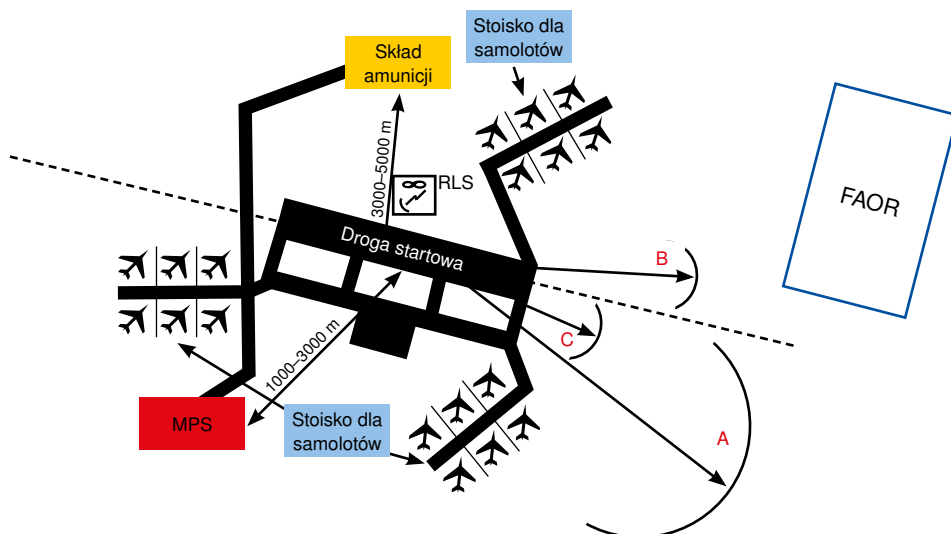 Stoisko dla
samolotów
Skład
amunicji
3000–5000 m
RLS
FAOR
Droga startowa
B
C
1000–3000 m
MPS
Stoisko dla
samolotów
A